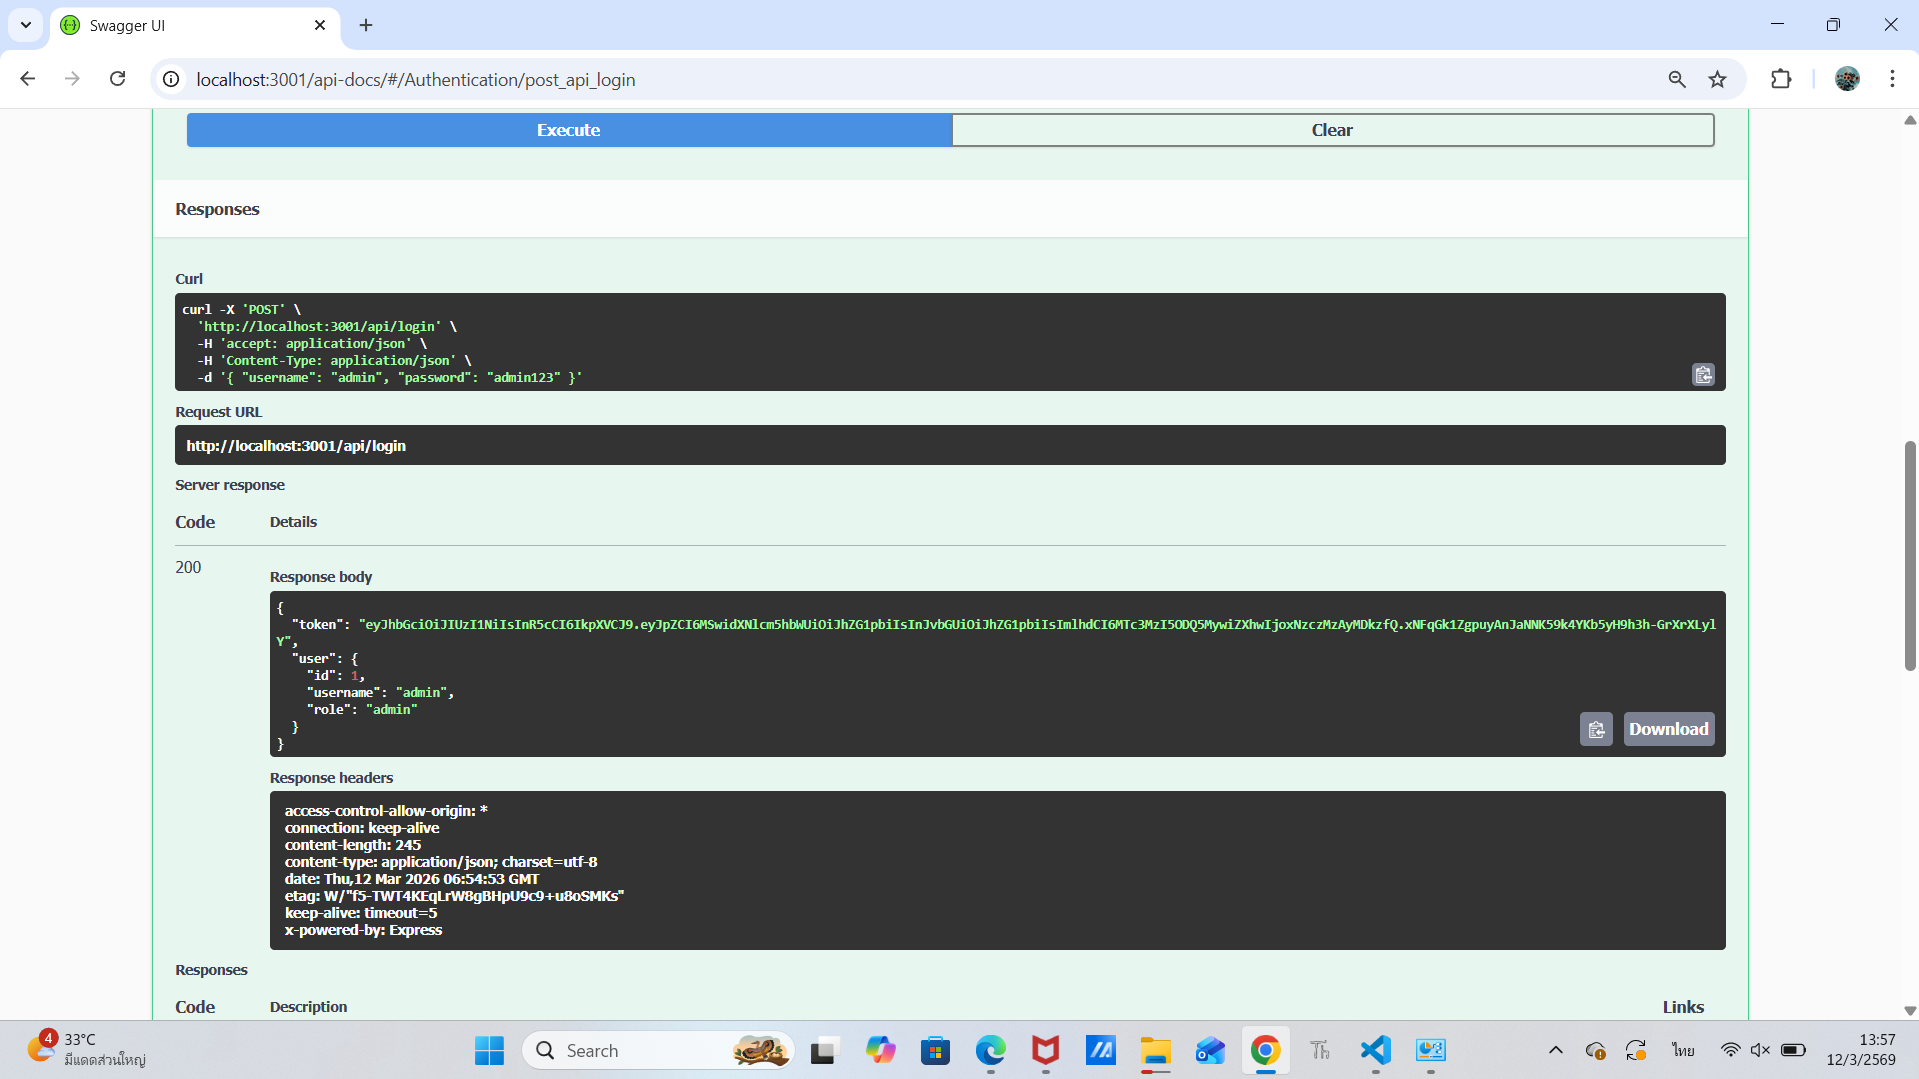 Swagger UI
localhost:3001/api-docs/#/Authentication/post_api_login
Execute
Clear
Responses
Curl
curl -X 'POST' \
'http://localhost:3001/api/login' \
-H 'accept: application/json' \
-H 'Content-Type: application/json' \
-d '{ "username": "admin", "password": "admin123" }'
Request URL
http://localhost:3001/api/login
Server response
Code
Details
200
Response body
{
"token": "eyJhbGciOiJIUzI1NiIsInR5cCI6IkpXVCJ9.eyJpZCI6MSwidXNlcm5hbWUiOiJhZG1pbiIsInJvbGUiOiJhZG1pbiIsImlhdCI6MTc3MzI5ODQ5MywiZXhwIjoxNzczMzAyMDkzfQ.xNFqGk1ZgpuyAnJaNNK59k4YKb5yH9h3h-GrXrXLyl
Y",
"user": {
"id": 1,
"username": "admin",
"role": "admin"
}
}
Download
Response headers
access-control-allow-origin: *
connection: keep-alive
content-length: 245
content-type: application/json; charset=utf-8
date: Thu,12 Mar 2026 06:54:53 GMT
etag: W/"f5-TWT4KEqLrW8gBHpU9c9+u8oSMKs"
keep-alive: timeout=5
x-powered-by: Express
Responses
Code
Description
Links
4
33°C
มีแดดส่วนใหญ่
Search
Th
ไทย
13:57
12/3/2569